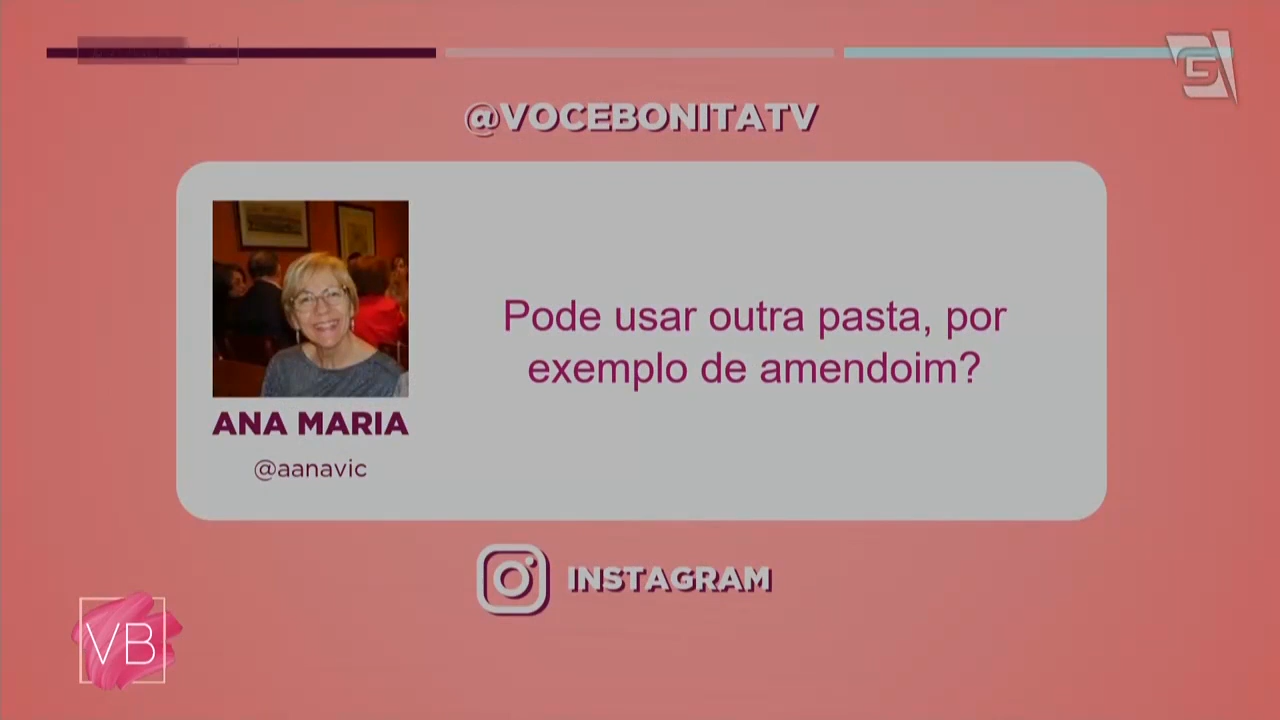 @VOCEBONITATV
Pode usar outra pasta, por
exemplo de amendoim?
ANA MARIA
@aanavic
INSTAGRAM
VB